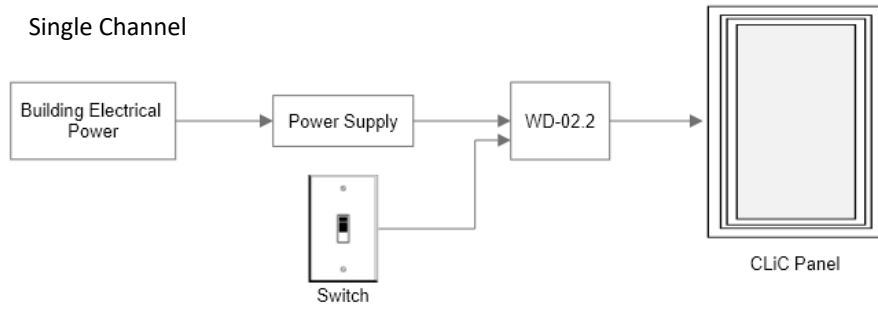 Single Channel
Building Electrical
Power
Power Supply
WD-02.2
Switch
CLiC Panel